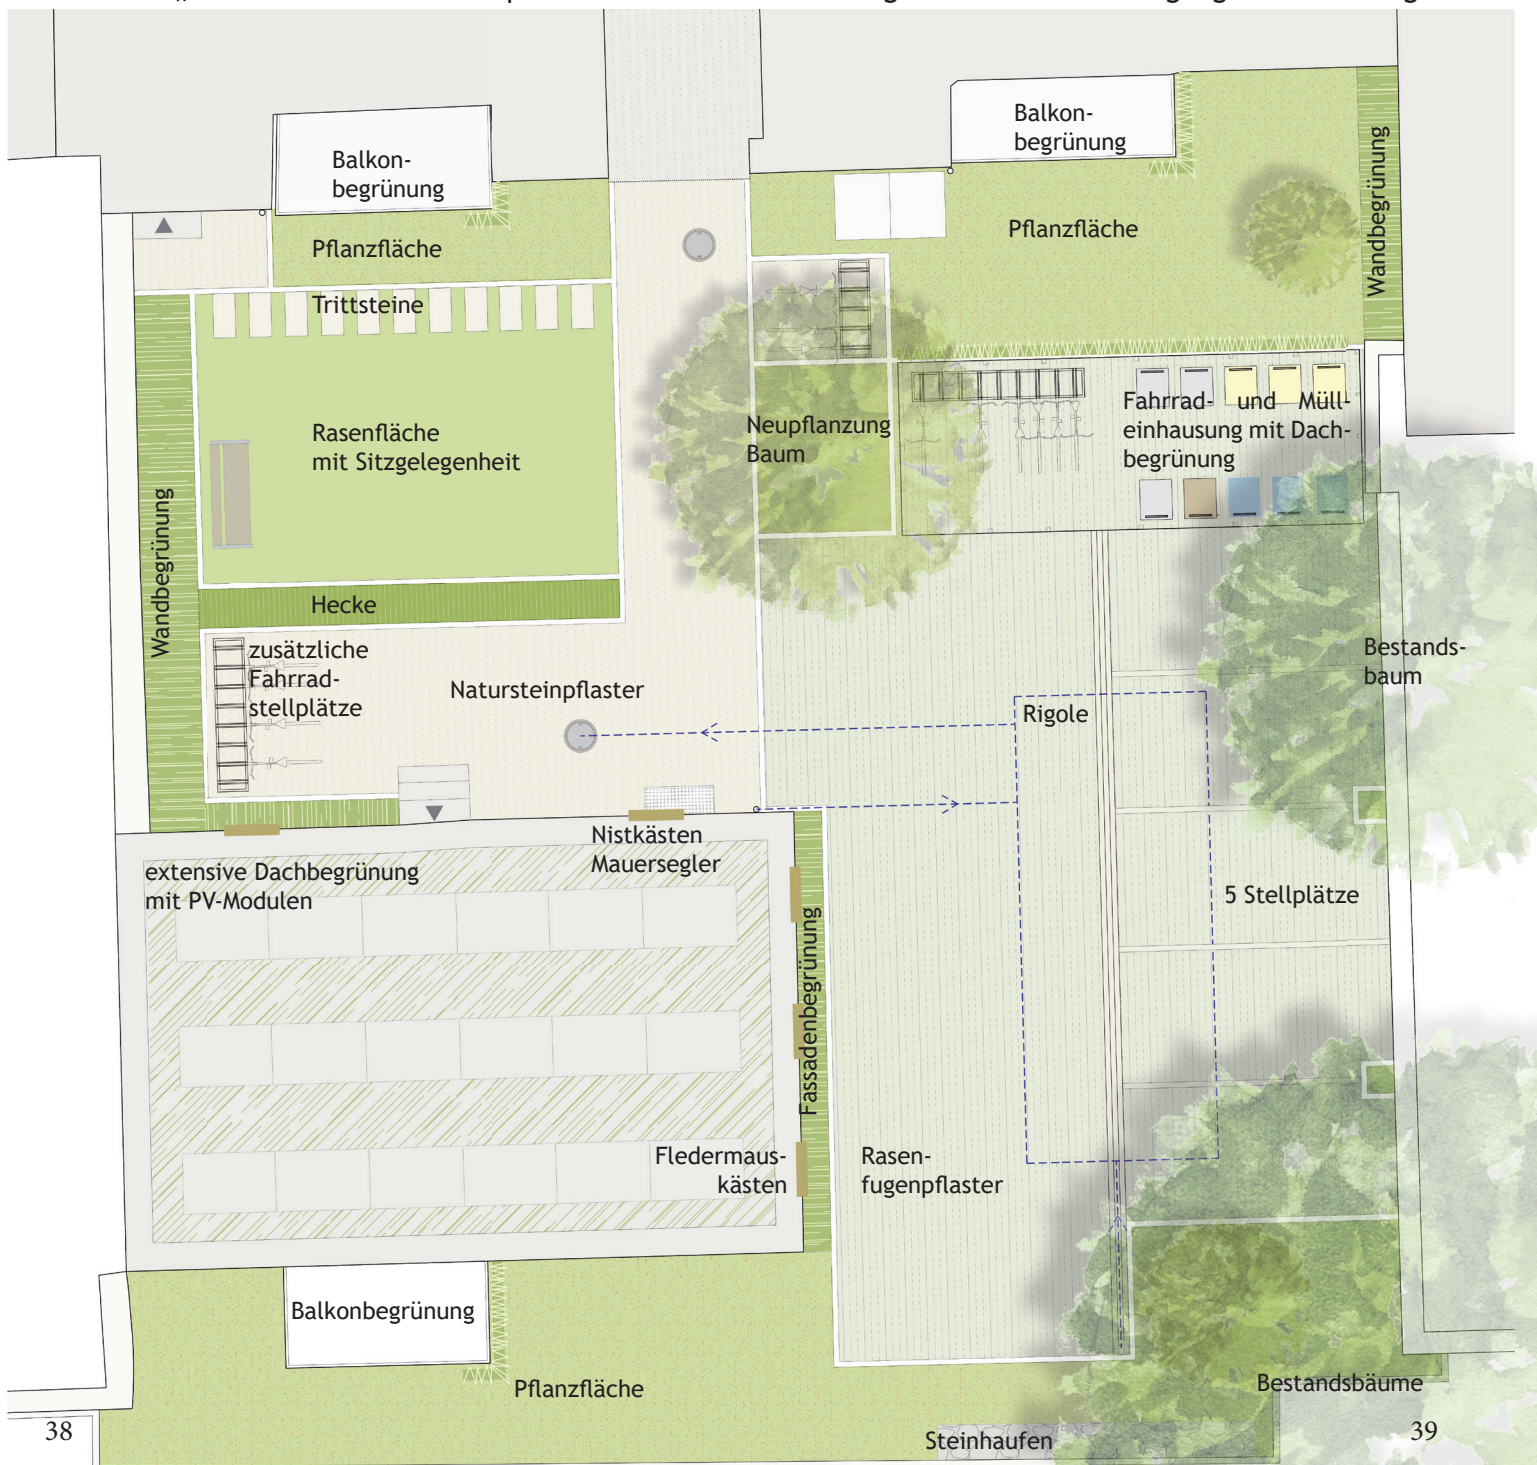 Balkon-
begrünung
Balkon-
begrünung
Wandbegrünung
Pflanzfläche
Pflanzfläche
Trittsteine
Rasenfläche
mit Sitzgelegenheit
Neupflanzung
Baum
Fahrrad- und Müll-
einhausung mit Dach-
begrünung
Wandbegrünung
Hecke
zusätzliche
Fahrrad-
stellplätze
Natursteinpflaster
Rigole
Bestands-
baum
Nistkästen
Mauersegler
extensive Dachbegrünung
mit PV-Modulen
5 Stellplätze
Fassadenbegrünung
Fledermaus-
kästen
Rasen-
fugenpflaster
Balkonbegrünung
Pflanzfläche
Bestandsbäume
Steinhaufen
38
39